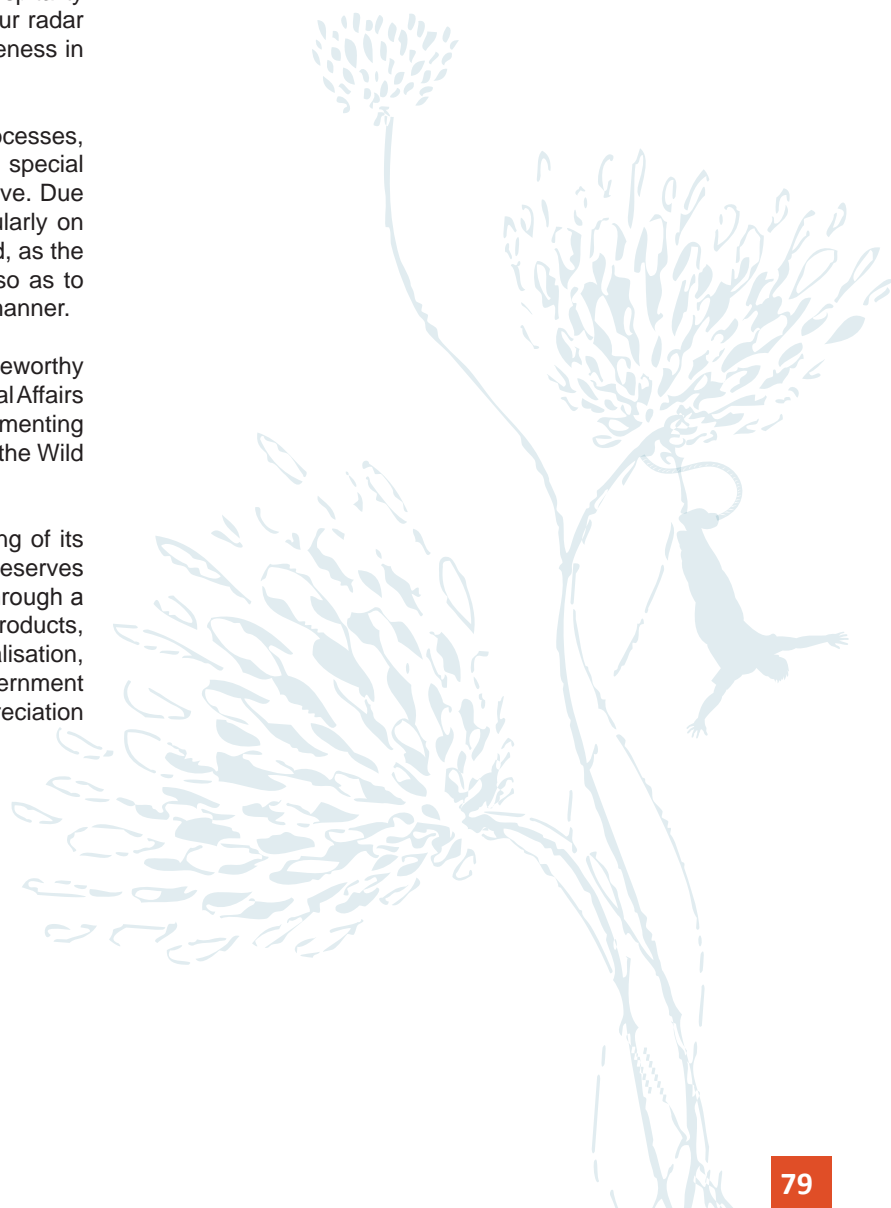 ur radar
eness in
ocesses,
special
ve. Due
ularly on
d, as the
so as to
nanner.
eworthy
al Affairs
menting
the Wild
ng of its
eserves
rough a
roducts,
alisation,
ernment
reciation
79